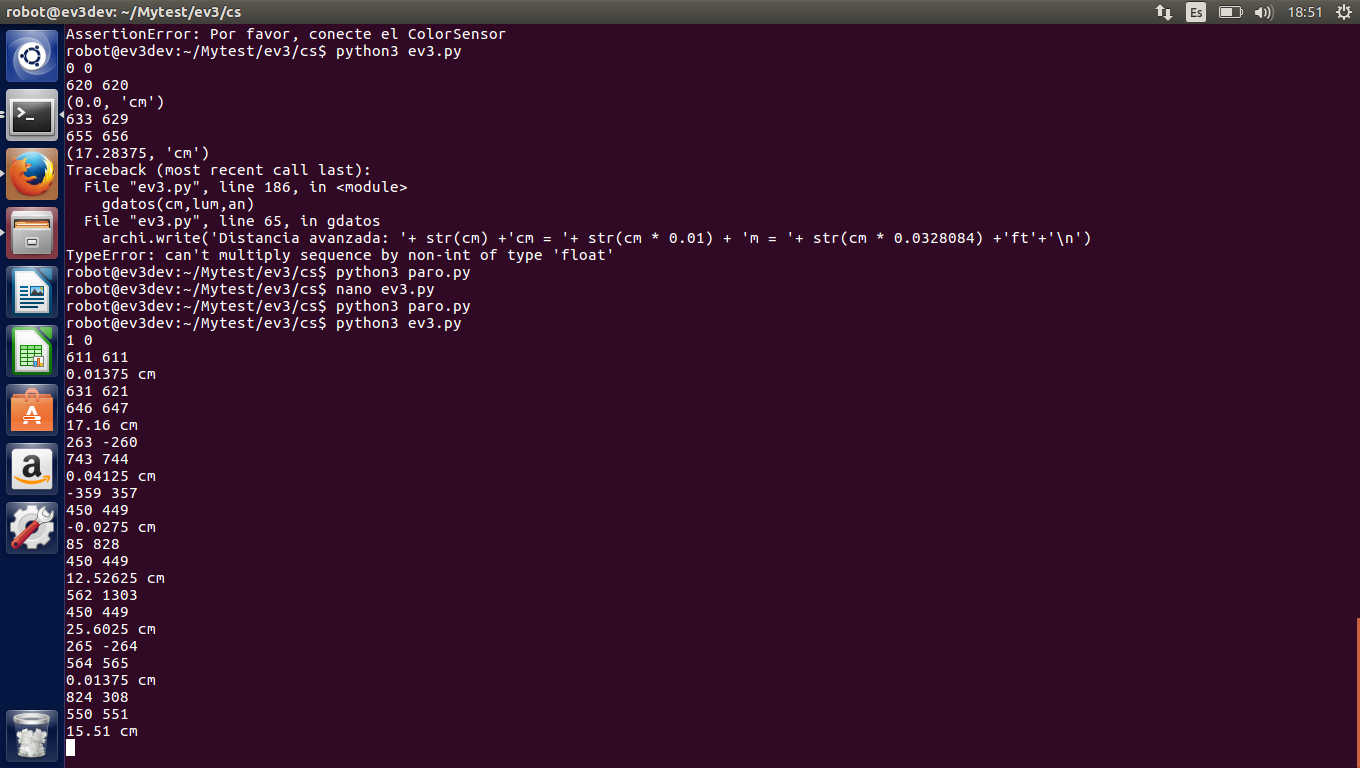 robot@ev3dev: ~/Mytest/ev3/cs
Es
18:51
AssertionError: Por favor, conecte el ColorSensor
robot@ev3dev:~/Mytest/ev3/cs$ python3 ev3.py
0 0
620 620
(0.0, 'cm')
633 629
655 656
(17.28375, 'cm')
Traceback (most recent call last):
  File "ev3.py", line 186, in <module>
    gdatos(cm,lum,an)
  File "ev3.py", line 65, in gdatos
    archi.write('Distancia avanzada: '+ str(cm) +'cm = '+ str(cm * 0.01) + 'm = '+ str(cm * 0.0328084) +'ft'+'\n')
TypeError: can't multiply sequence by non-int of type 'float'
robot@ev3dev:~/Mytest/ev3/cs$ python3 paro.py
robot@ev3dev:~/Mytest/ev3/cs$ nano ev3.py
robot@ev3dev:~/Mytest/ev3/cs$ python3 paro.py
robot@ev3dev:~/Mytest/ev3/cs$ python3 ev3.py
1 0
611 611
0.01375 cm
631 621
646 647
17.16 cm
263 -260
743 744
0.04125 cm
-359 357
450 449
-0.0275 cm
85 828
450 449
12.52625 cm
562 1303
450 449
25.6025 cm
265 -264
564 565
0.01375 cm
824 308
550 551
15.51 cm